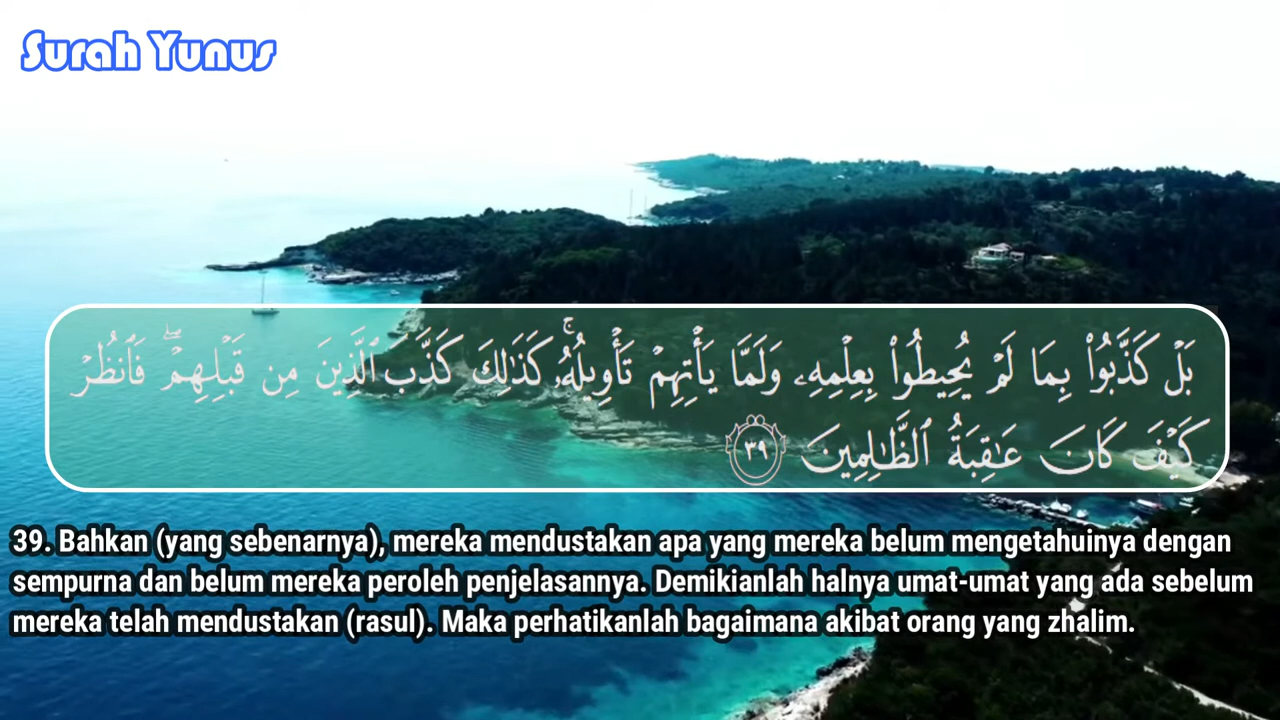 Surah Yunus
بَلْ كَذَّبُوا۟ بِمَا لَمْ يُحِيطُوا۟ بِعِلْمِهِۦ وَلَمَّا يَأْتِهِمْ تَأْوِيلُهُۥ ۚ كَذَٰلِكَ كَذَّبَ ٱلَّذِينَ مِن قَبْلِهِمْ ۖ فَٱنظُرْ
كَيْفَ كَانَ عَٰقِبَةُ ٱلظَّٰلِمِينَ ٣٩
39. Bahkan (yang sebenarnya), mereka mendustakan apa yang mereka belum mengetahuinya dengan
sempurna dan belum mereka peroleh penjelasannya. Demikianlah halnya umat-umat yang ada sebelum
mereka telah mendustakan (rasul). Maka perhatikanlah bagaimana akibat orang yang zhalim.